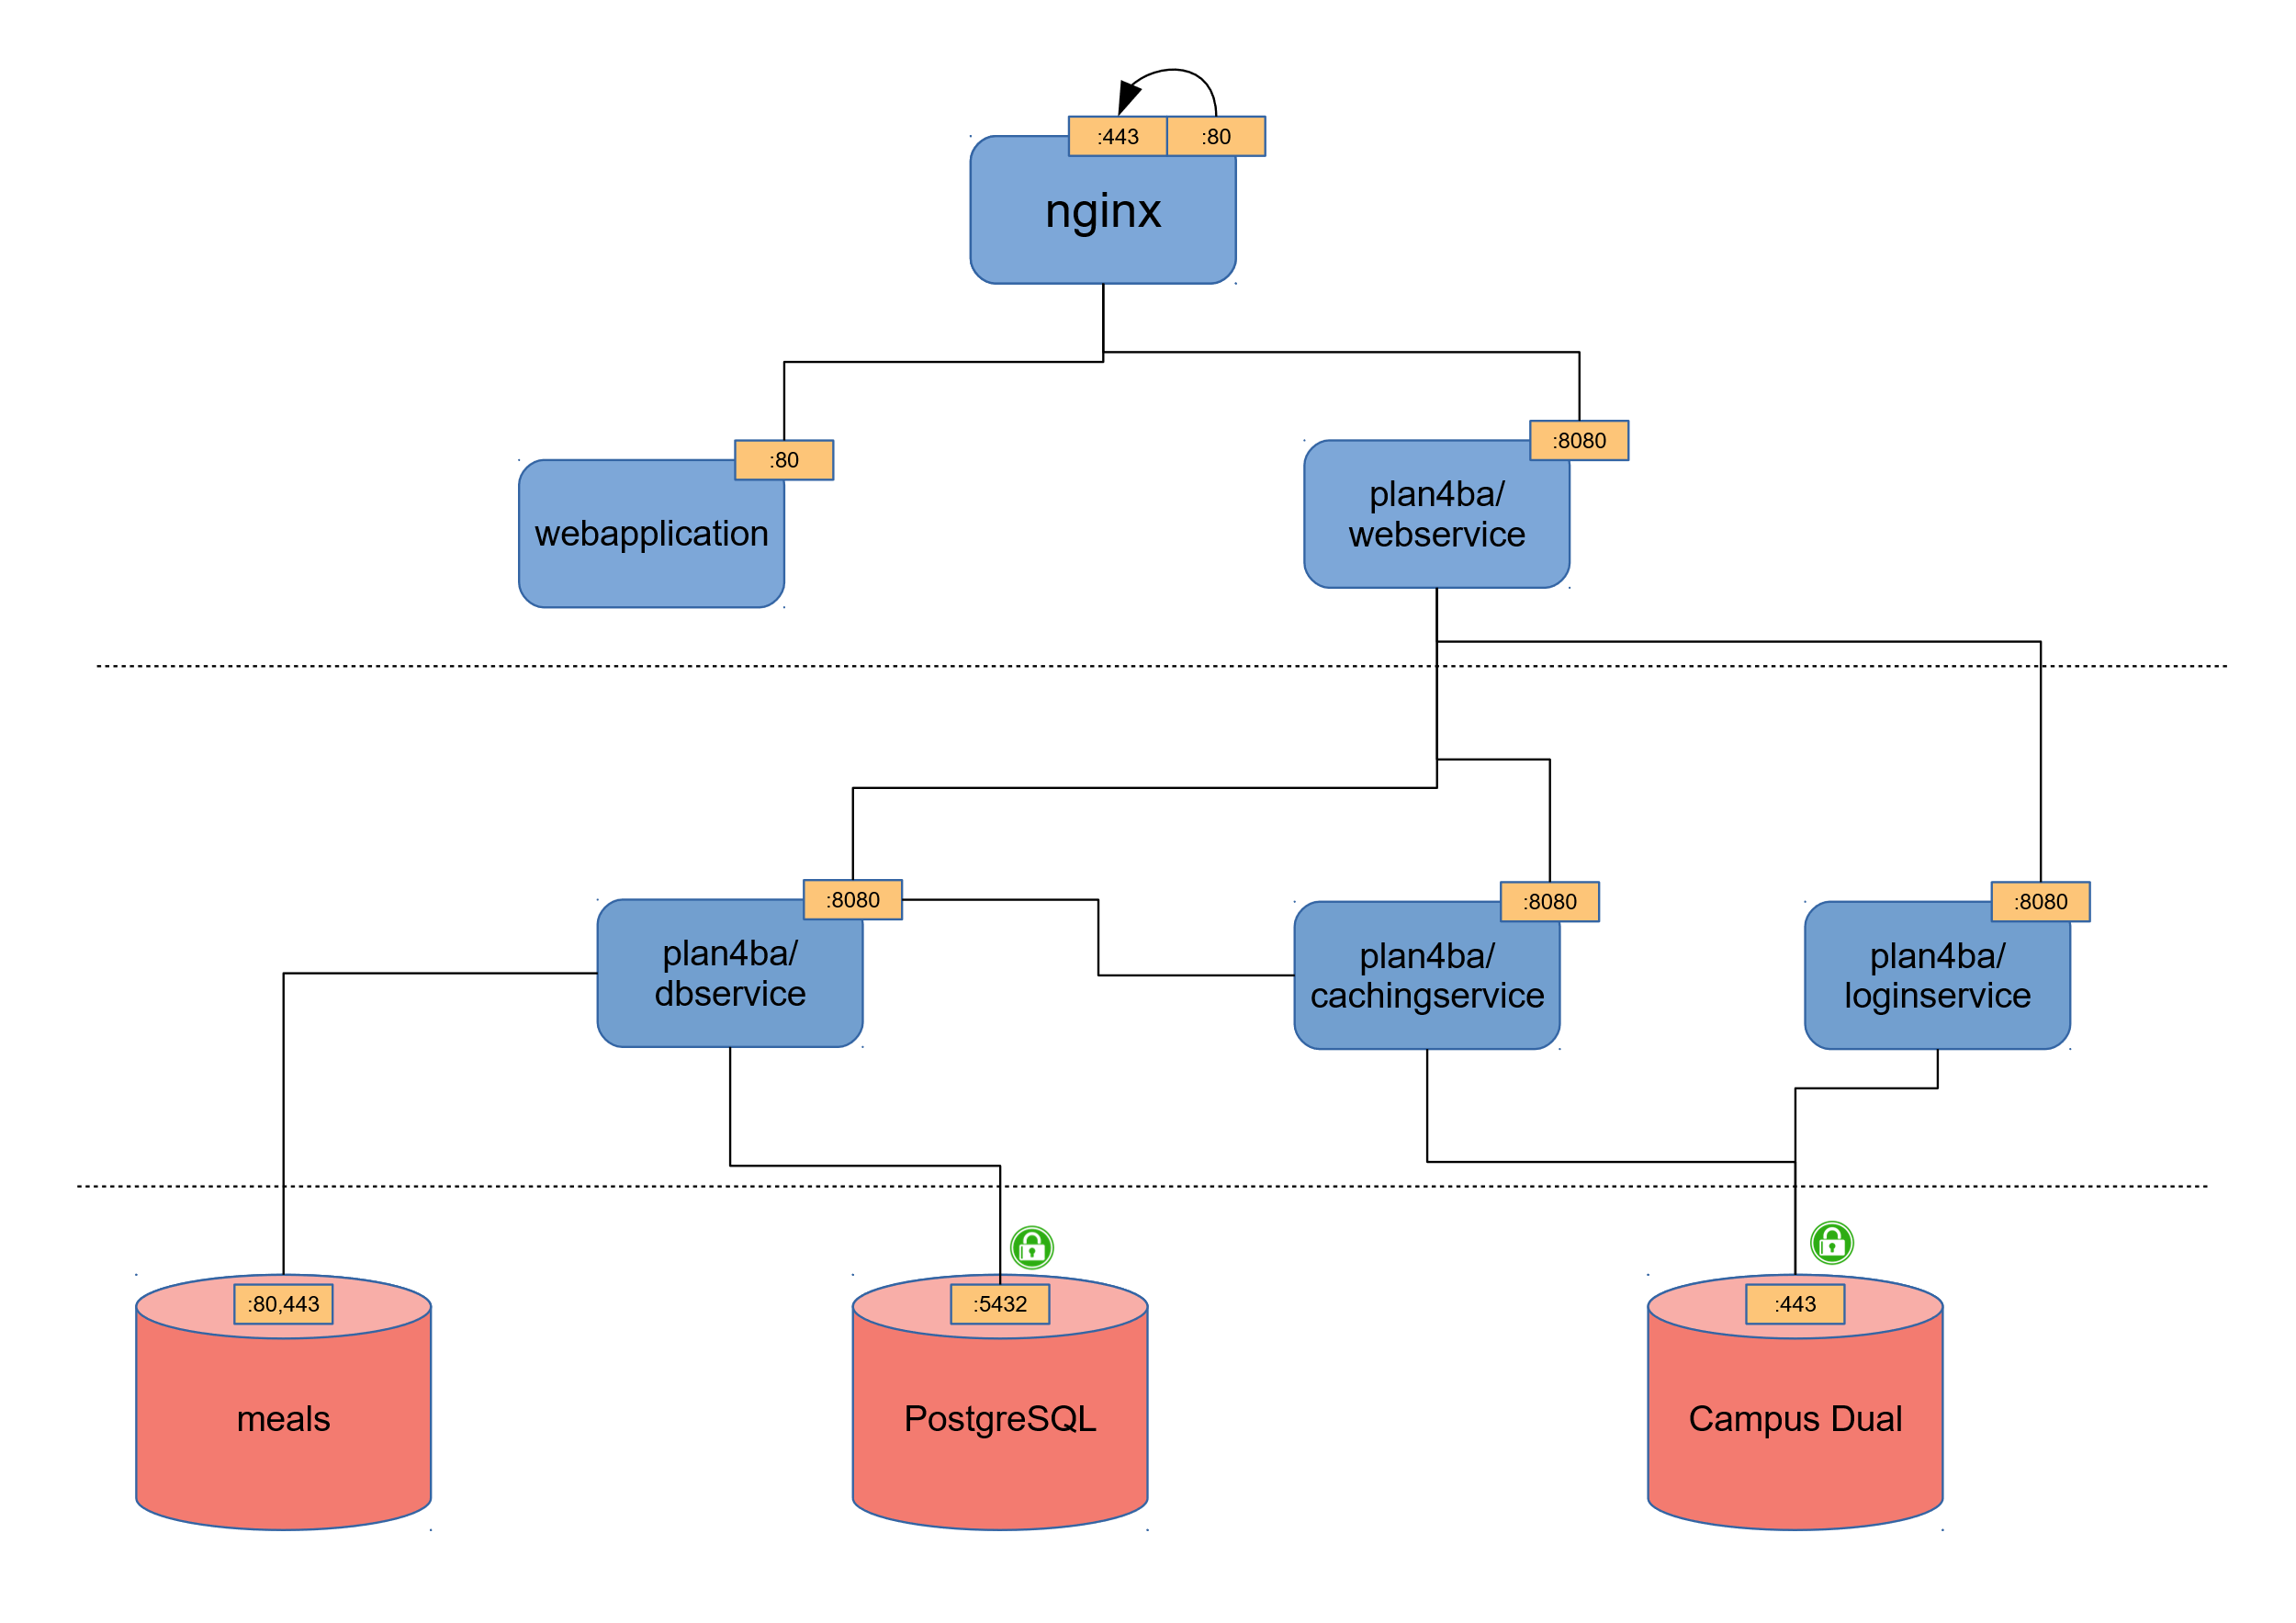 :443
:80
nginx
:80
webapplication
:8080
plan4ba/
webservice
:8080
plan4ba/
dbservice
:8080
plan4ba/
cachingservice
:8080
plan4ba/
loginservice
:80,443
meals
:5432
PostgreSQL
:443
Campus Dual